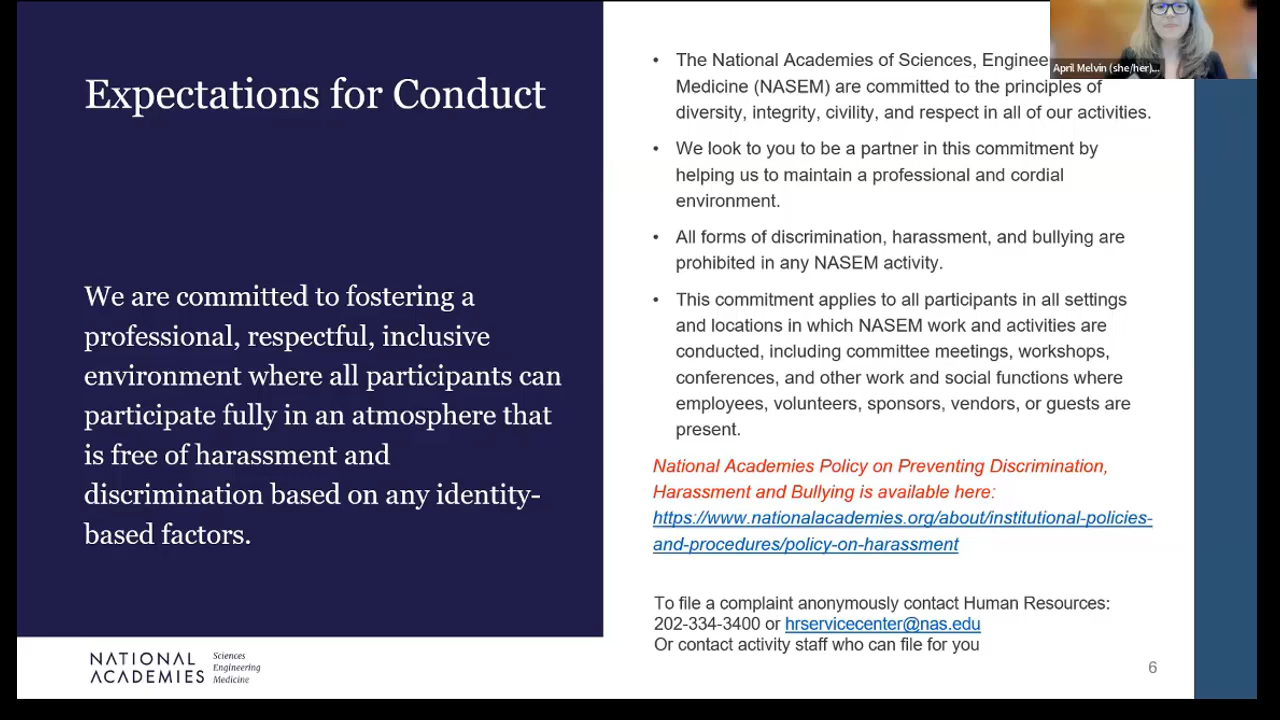 Expectations for Conduct
We are committed to fostering a
professional, respectful, inclusive
environment where all participants can
participate fully in an atmosphere that
is free of harassment and
discrimination based on any identity-
based factors.
NATIONAL
ACADEMIES
Sciences
Engineering
Medicine
• The National Academies of Sciences,
Medicine (NASEM) are committed to the principles of
diversity, integrity, civility, and respect in all of our activities.
• We look to you to be a partner in this commitment by
helping us to maintain a professional and cordial
environment.
• All forms of discrimination, harassment, and bullying are
prohibited in any NASEM activity.
• This commitment applies to all participants in all settings
and locations in which NASEM work and activities are
conducted, including committee meetings, workshops,
conferences, and other work and social functions where
employees, volunteers, sponsors, vendors, or guests are
present.
National Academies Policy on Preventing Discrimination,
Harassment and Bullying is available here:
https://www.nationalacademies.org/about/institutional-policies-
and-procedures/policy-on-harassment
To file a complaint anonymously contact Human Resources:
202-334-3400 or hrservicecenter@nas.edu
Or contact activity staff who can file for you
6
April Melvin (she/her)...